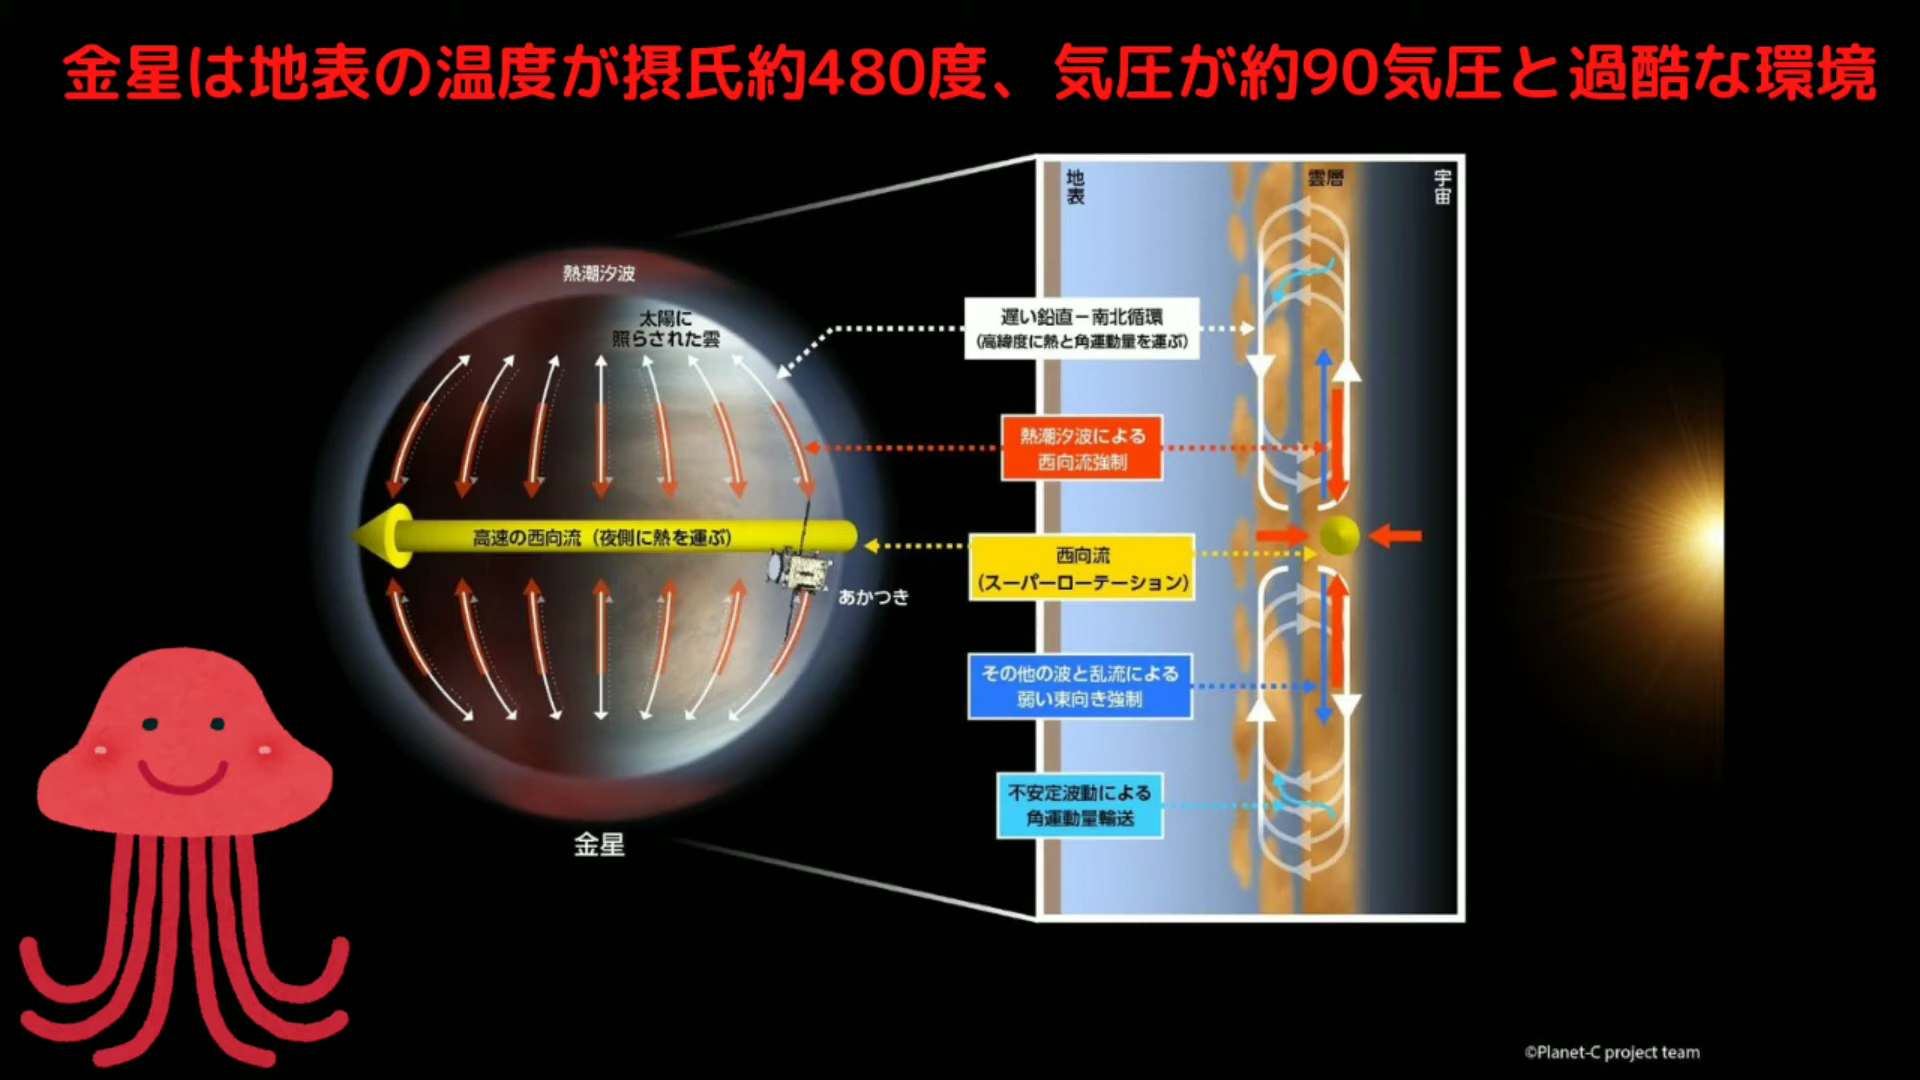 金星は地表の温度が摂氏約480度、気圧が約90気圧と過酷な環境
地表
雲層
宇宙
熱潮汐波
太陽に
照らされた雲
遅い鉛直－南北循環
(高緯度に熱と角運動量を運ぶ)
熱潮汐波による
西向流強制
高速の西向流（夜側に熱を運ぶ）
西向流
(スーパーローテーション)
あかつき
その他の波と乱流による
弱い東向き強制
不安定波動による
角運動量輸送
金星
©Planet-C project team